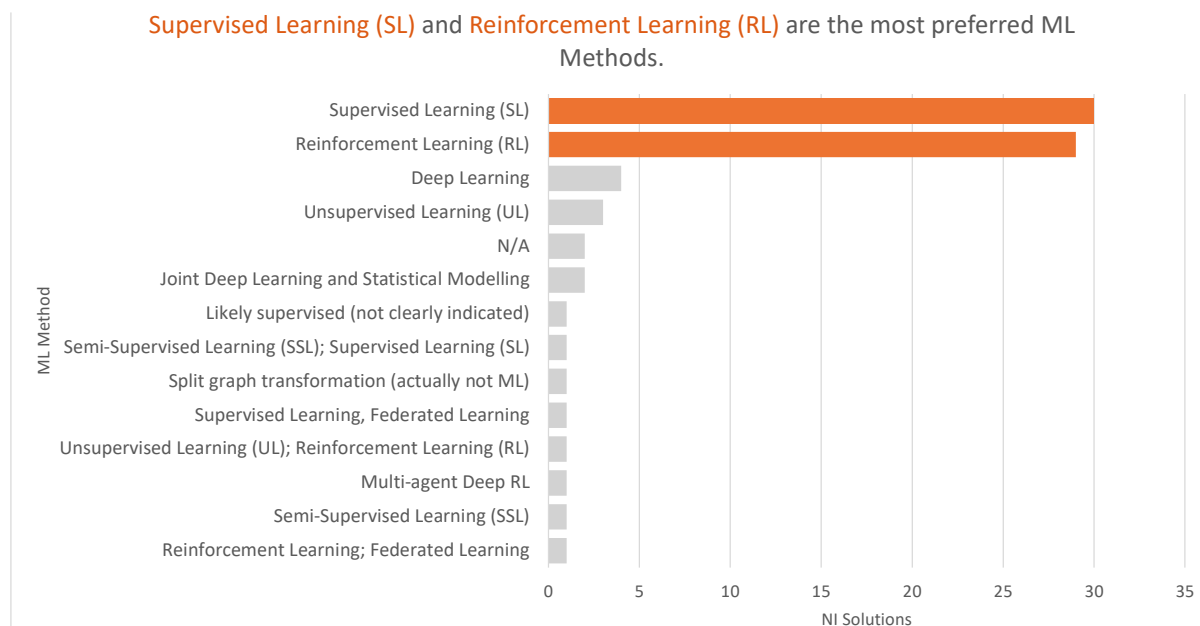 Supervised Learning (SL) and Reinforcement Learning (RL) are the most preferred ML
Methods.
ML Method
Supervised Learning (SL)
Reinforcement Learning (RL)
Deep Learning
Unsupervised Learning (UL)
N/A
Joint Deep Learning and Statistical Modelling
Likely supervised (not clearly indicated)
Semi-Supervised Learning (SSL); Supervised Learning (SL)
Split graph transformation (actually not ML)
Supervised Learning, Federated Learning
Unsupervised Learning (UL); Reinforcement Learning (RL)
Multi-agent Deep RL
Semi-Supervised Learning (SSL)
Reinforcement Learning; Federated Learning
0 5 10 15 20 25 30 35
NI Solutions